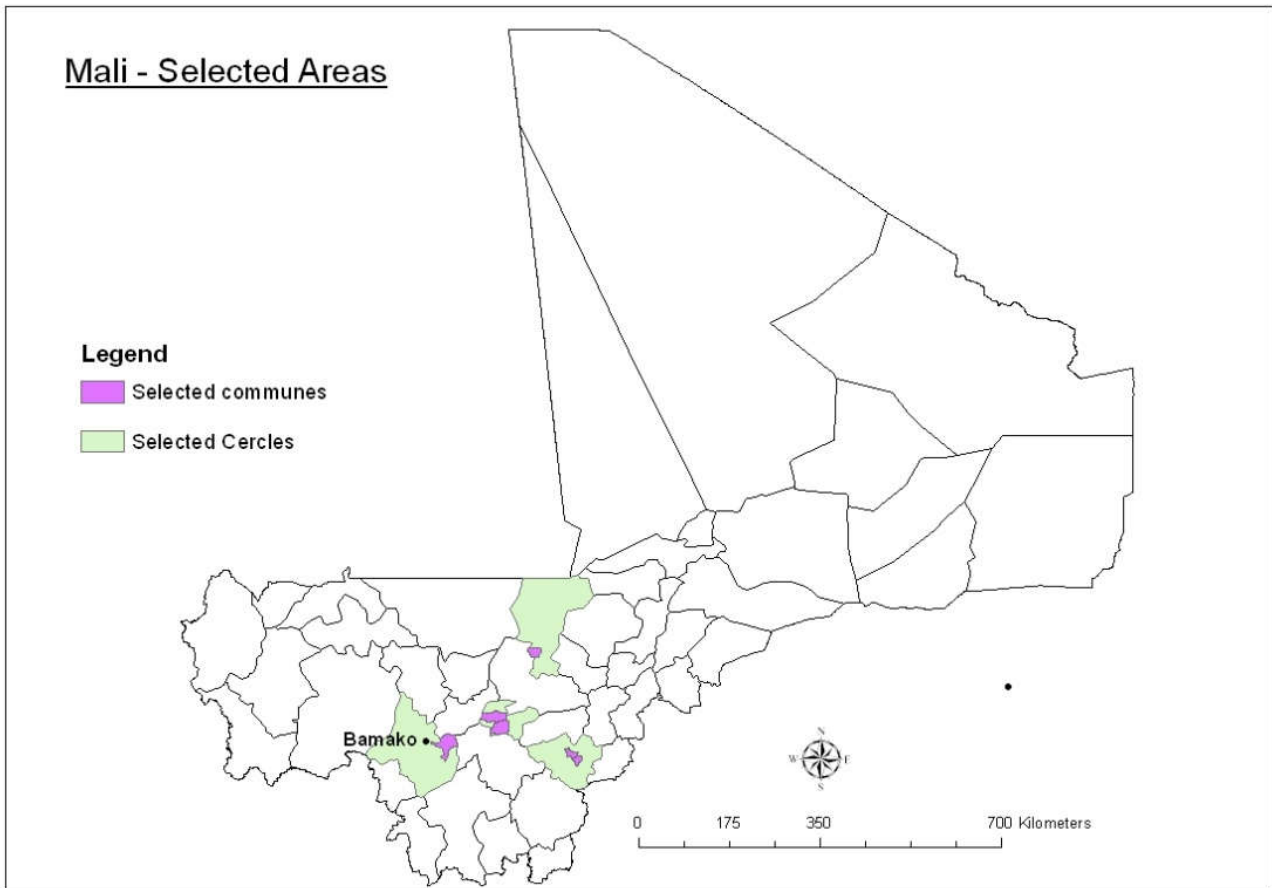 Mali - Selected Areas
Legend
Selected communes
Selected Cercles
Bamako
N
W E
S
0 175 350 700 Kilometers